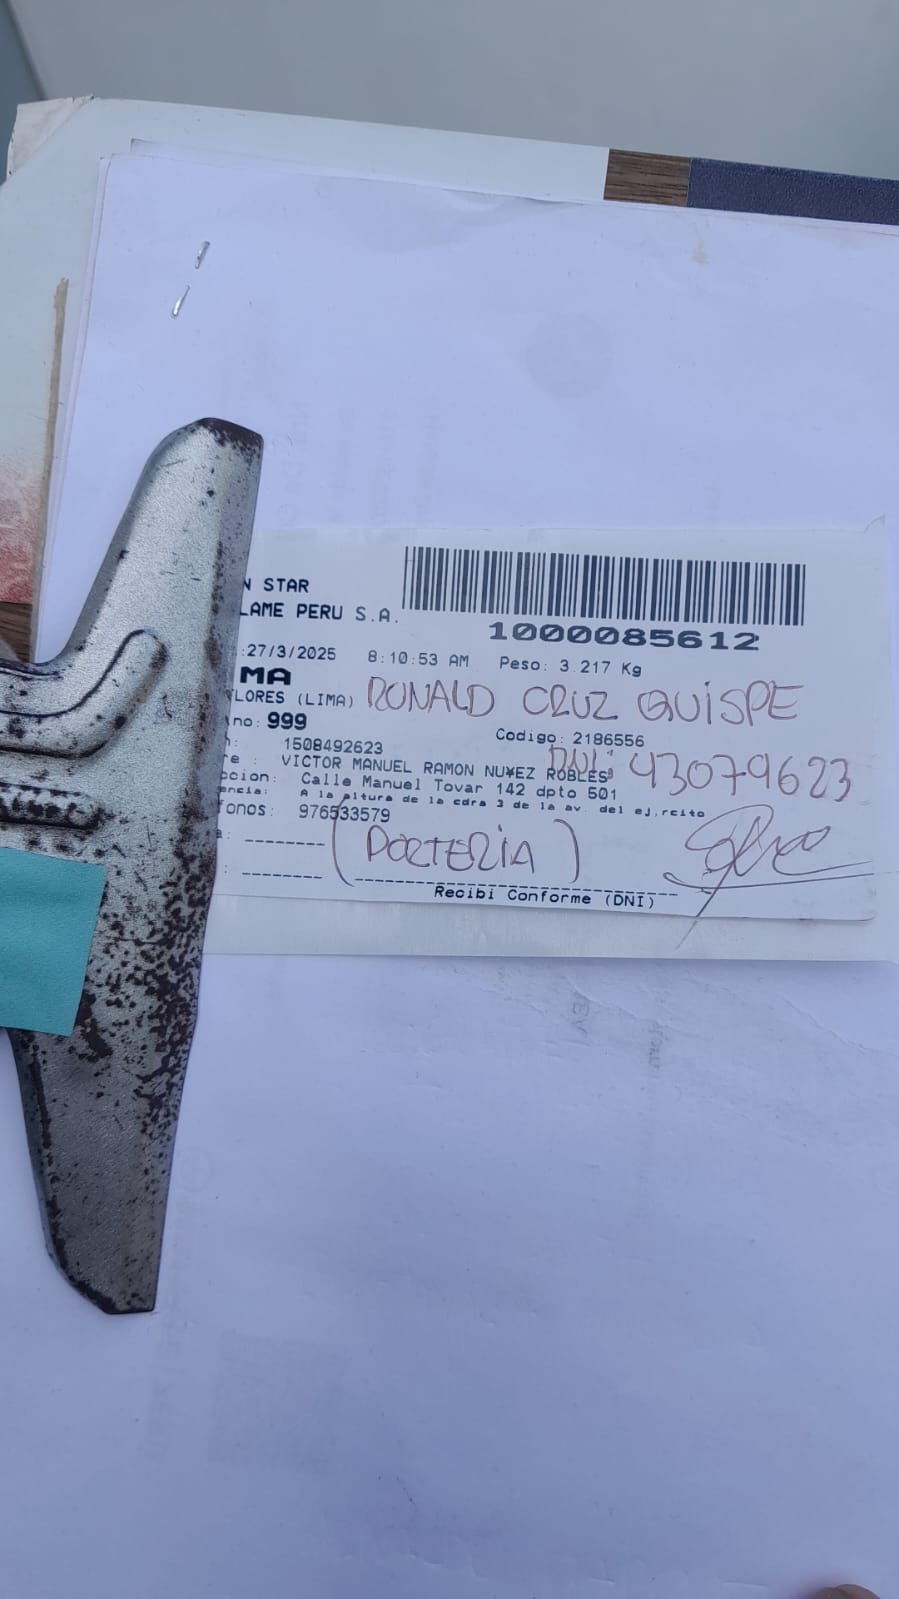 N STAR
LAME PERU S.A.
1000085612
27/3/2025 8:10:53 AM Peso: 3.217 Kg
MA
LORES (LIMA) RONALD CRUZ QUISPE
no: 999 Codigo: 2186556
1508492623 DNI: 43079623
e : VICTOR MANUEL RAMON NU¥EZ ROBLES
cion: Calle Manuel Tovar 142 dpto 501
encia: A la altura de la cdra 3 de la av. del ej,rcito
fonos: 976533579
(PORTERIA)
Recibi Conforme (DNI)